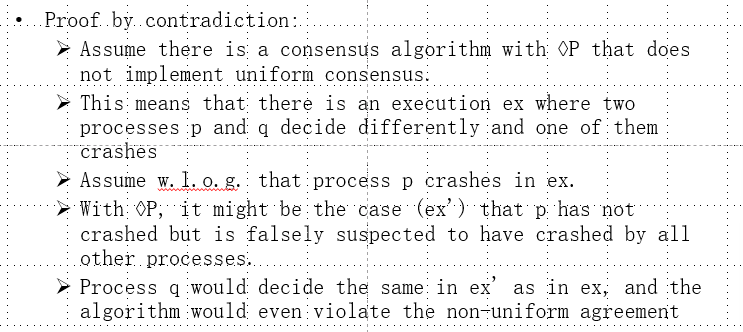 • Proof by contradiction:
➢ Assume there is a consensus algorithm with ◊P that does
not implement uniform consensus.
➢ This means that there is an execution ex where two
processes p and q decide differently and one of them
crashes
➢ Assume w.l.o.g. that process p crashes in ex.
➢ With ◊P, it might be the case (ex’) that p has not
crashed but is falsely suspected to have crashed by all
other processes.
➢ Process q would decide the same in ex’ as in ex, and the
algorithm would even violate the non-uniform agreement